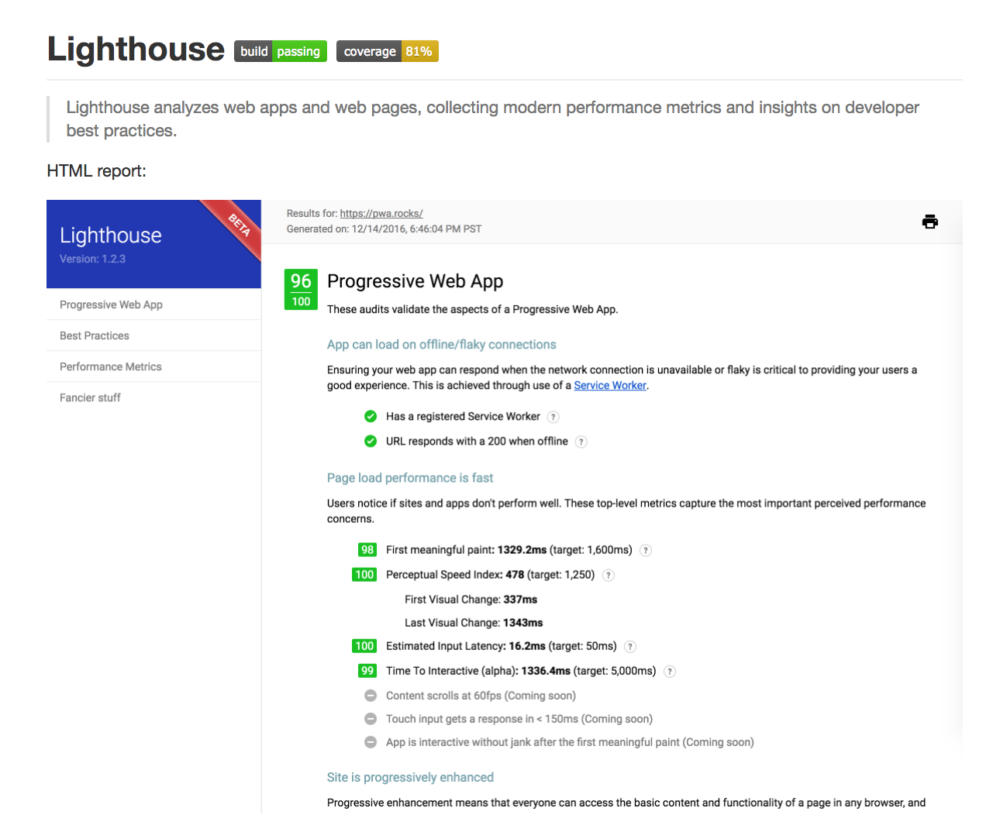 Lighthouse build passing coverage 81%
Lighthouse analyzes web apps and web pages, collecting modern performance metrics and insights on developer
best practices.
HTML report:
Lighthouse
Version: 1.2.3
BETA
Progressive Web App
Best Practices
Performance Metrics
Fancier stuff
Results for: https://pwa.rocks/
Generated on: 12/14/2016, 6:46:04 PM PST
96
100
Progressive Web App
These audits validate the aspects of a Progressive Web App.
App can load on offline/flaky connections
Ensuring your web app can respond when the network connection is unavailable or flaky is critical to providing your users a
good experience. This is achieved through use of a Service Worker.
Has a registered Service Worker ?
URL responds with a 200 when offline ?
Page load performance is fast
Users notice if sites and apps don't perform well. These top-level metrics capture the most important perceived performance
concerns.
98 First meaningful paint: 1329.2ms (target: 1,600ms) ?
100 Perceptual Speed Index: 478 (target: 1,250) ?
First Visual Change: 337ms
Last Visual Change: 1343ms
100 Estimated Input Latency: 16.2ms (target: 50ms) ?
99 Time To Interactive (alpha): 1336.4ms (target: 5,000ms) ?
Content scrolls at 60fps (Coming soon)
Touch input gets a response in < 150ms (Coming soon)
App is interactive without jank after the first meaningful paint (Coming soon)
Site is progressively enhanced
Progressive enhancement means that everyone can access the basic content and functionality of a page in any browser, and